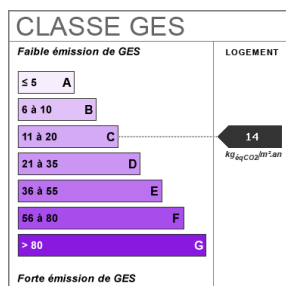 CLASSE GES
Faible émission de GES
LOGEMENT
≤ 5 A
6 à 10 B
11 à 20 C
14
kgéqCO2/m².an
21 à 35 D
36 à 55 E
56 à 80 F
> 80 G
Forte émission de GES